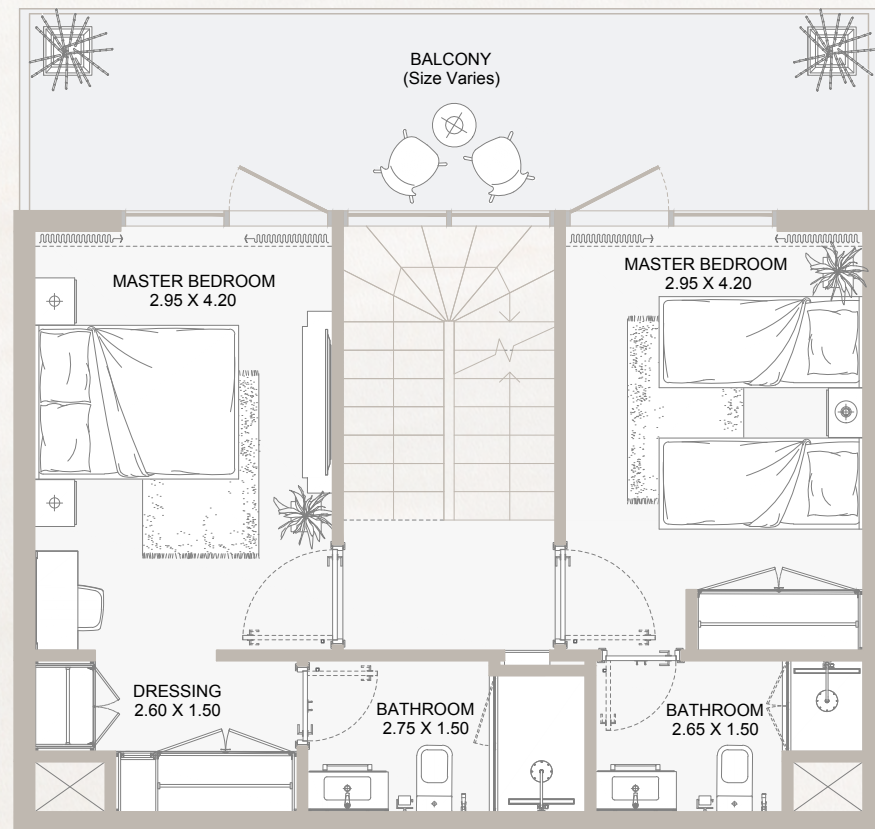 BALCONY
(Size Varies)
MASTER BEDROOM
2.95 X 4.20
MASTER BEDROOM
2.95 X 4.20
DRESSING
2.60 X 1.50
BATHROOM
2.75 X 1.50
BATHROOM
2.65 X 1.50